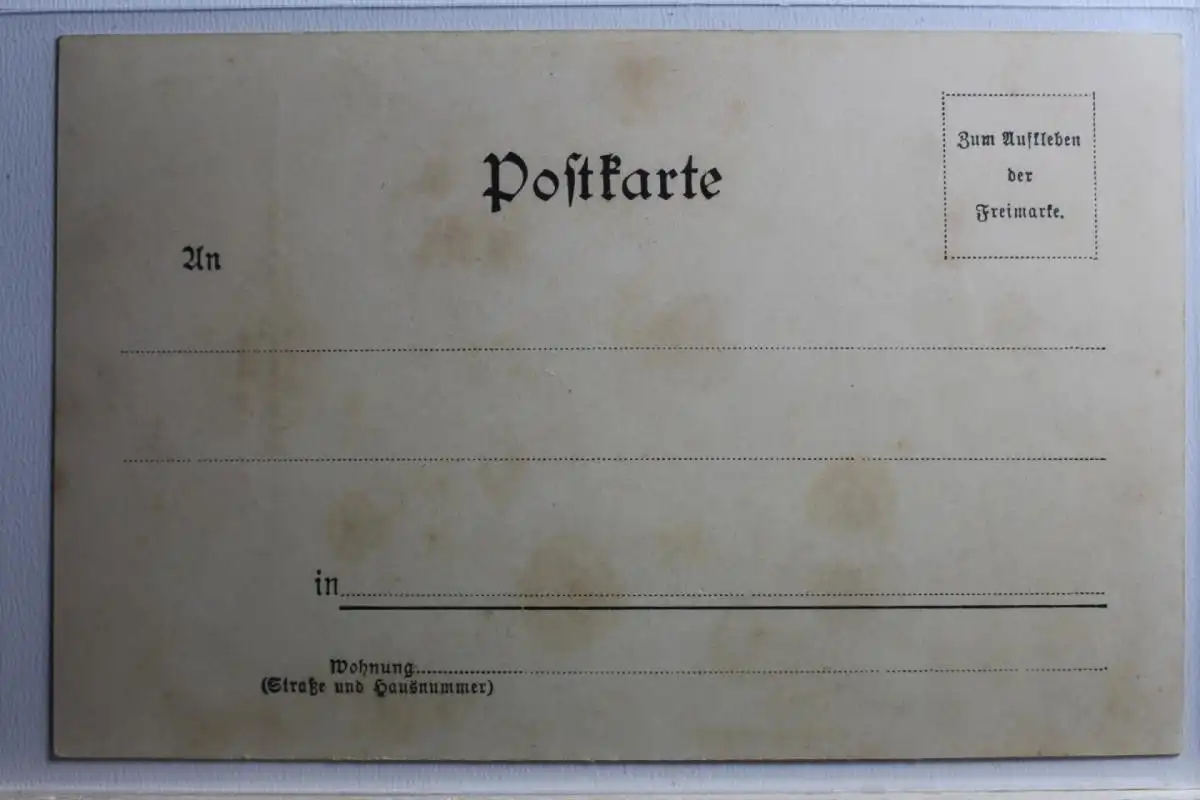 Poſtkarte
Zum Aufkleben
der
Freimarke.
An
in
Wohnung
(Straße und Hausnummer)